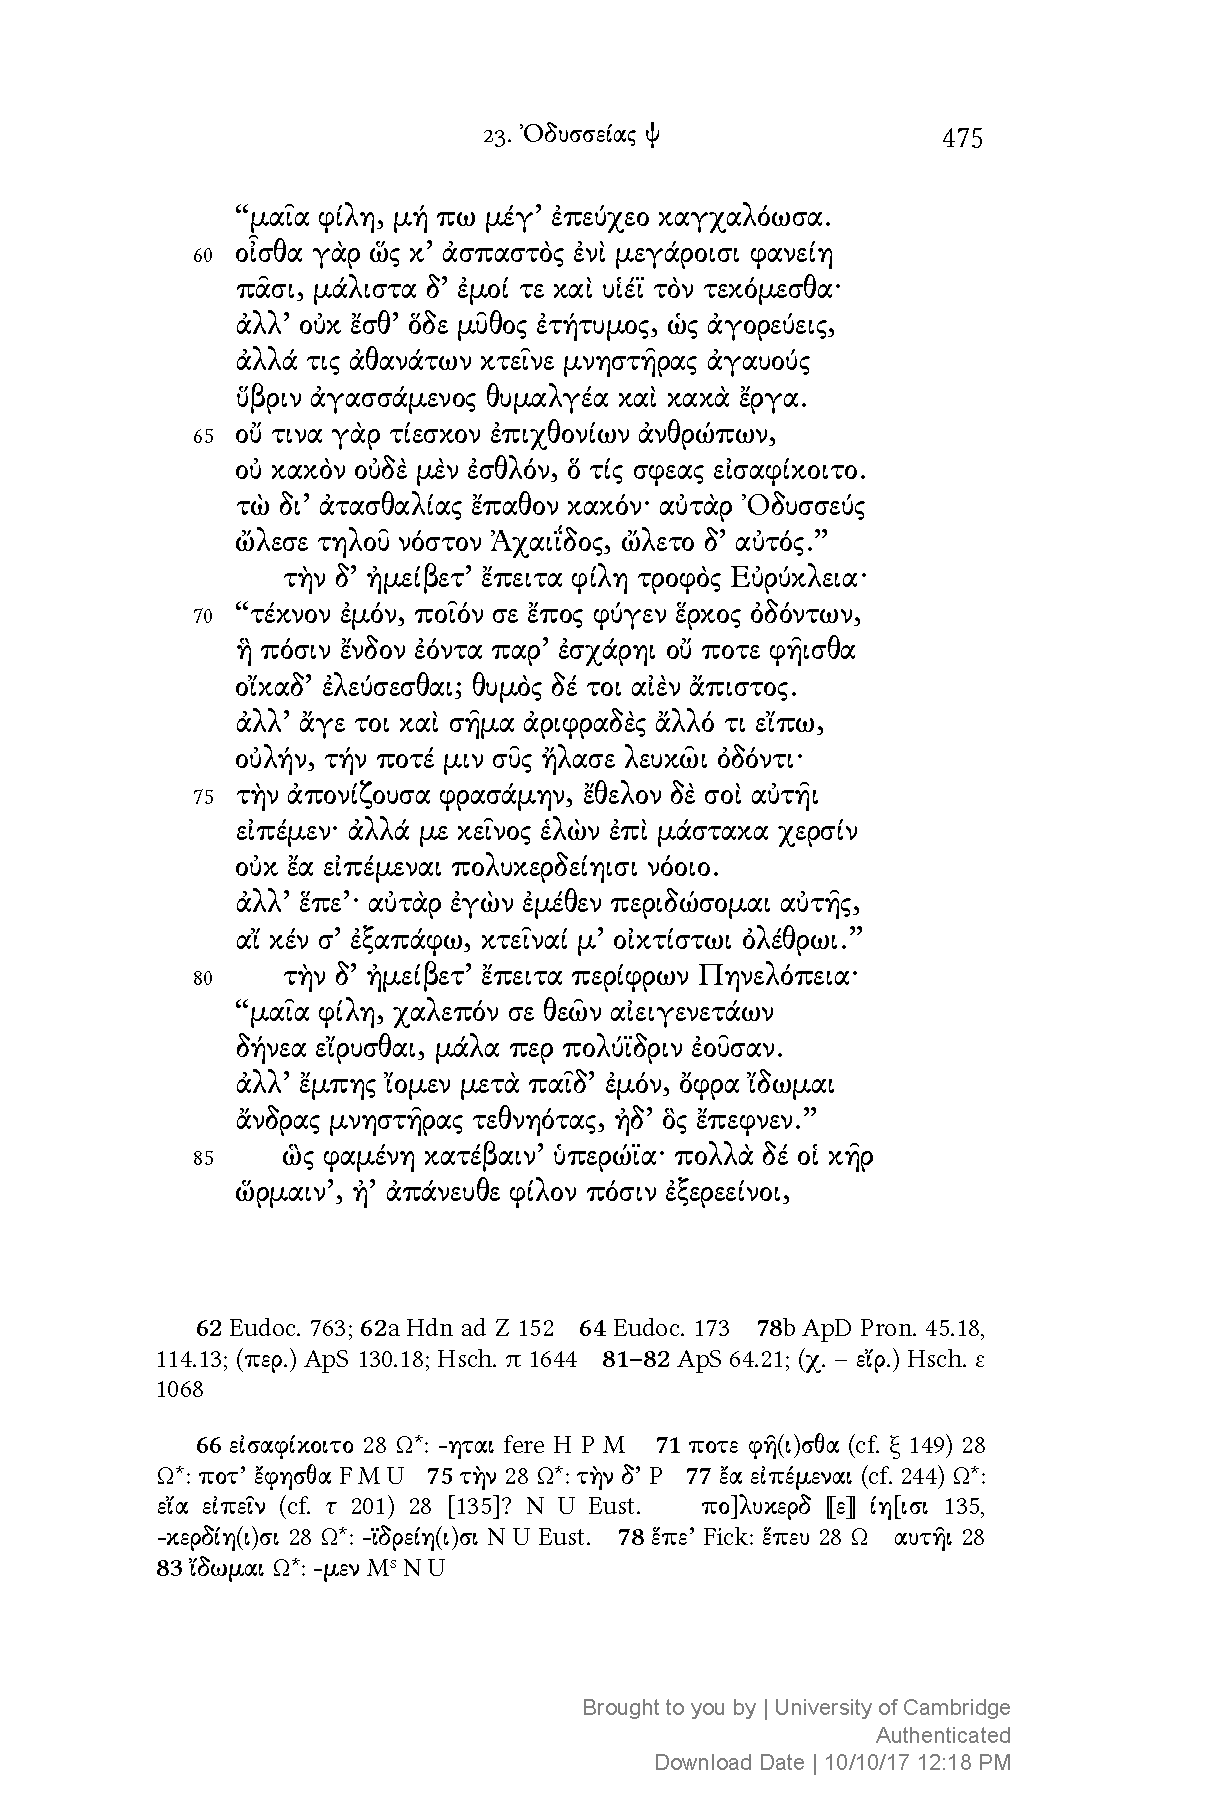 23. Ὀδυσσείας ψ 475
“μαῖα φίλη, μή πω μέγ’ ἐπεύχεο καγχαλόωσα.
60 οἶσθα γὰρ ὥς κ’ ἀσπαστὸς ἐνὶ μεγάροισι φανείη
πᾶσι, μάλιστα δ’ ἐμοί τε καὶ υἱέϊ τὸν τεκόμεσθα·
ἀλλ’ οὐκ ἔσθ’ ὅδε μῦθος ἐτήτυμος, ὡς ἀγορεύεις,
ἀλλά τις ἀθανάτων κτεῖνε μνηστῆρας ἀγαυούς
ὕβριν ἀγασσάμενος θυμαλγέα καὶ κακὰ ἔργα.
65 οὔ τινα γὰρ τίεσκον ἐπιχθονίων ἀνθρώπων,
οὐ κακὸν οὐδὲ μὲν ἐσθλόν, ὅ τίς σφεας εἰσαφίκοιτο.
τὼ δι’ ἀτασθαλίας ἔπαθον κακόν· αὐτὰρ Ὀδυσσεύς
ὤλεσε τηλοῦ νόστον Ἀχαιΐδος, ὤλετο δ’ αὐτός.”
τὴν δ’ ἠμείβετ’ ἔπειτα φίλη τροφὸς Εὐρύκλεια·
70 “τέκνον ἐμόν, ποῖόν σε ἔπος φύγεν ἕρκος ὀδόντων,
ἣ πόσιν ἔνδον ἐόντα παρ’ ἐσχάρηι οὔ ποτε φῆισθα
οἴκαδ’ ἐλεύσεσθαι; θυμὸς δέ τοι αἰὲν ἄπιστος.
ἀλλ’ ἄγε τοι καὶ σῆμα ἀριφραδὲς ἄλλό τι εἴπω,
οὐλήν, τήν ποτέ μιν σῦς ἤλασε λευκῶι ὀδόντι·
75 τὴν ἀπονίζουσα φρασάμην, ἔθελον δὲ σοὶ αὐτῆι
εἰπέμεν· ἀλλά με κεῖνος ἑλὼν ἐπὶ μάστακα χερσίν
οὐκ ἔα εἰπέμεναι πολυκερδείηισι νόοιο.
ἀλλ’ ἕπε’· αὐτὰρ ἐγὼν ἐμέθεν περιδώσομαι αὐτῆς,
αἴ κέν σ’ ἐξαπάφω, κτεῖναί μ’ οἰκτίστωι ὀλέθρωι.”
80 τὴν δ’ ἠμείβετ’ ἔπειτα περίφρων Πηνελόπεια·
“μαῖα φίλη, χαλεπόν σε θεῶν αἰειγενετάων
δήνεα εἴρυσθαι, μάλα περ πολύϊδριν ἐοῦσαν.
ἀλλ’ ἔμπης ἴομεν μετὰ παῖδ’ ἐμόν, ὄφρα ἴδωμαι
ἄνδρας μνηστῆρας τεθνηότας, ἠδ’ ὃς ἔπεφνεν.”
85 ὣς φαμένη κατέβαιν’ ὑπερώϊα· πολλὰ δέ οἱ κῆρ
ὥρμαιν’, ἠ’ ἀπάνευθε φίλον πόσιν ἐξερεείνοι,
62 Eudoc. 763; 62a Hdn ad Ζ 152 64 Eudoc. 173 78b ApD Pron. 45.18,
114.13; (περ.) ApS 130.18; Hsch. π 1644 81–82 ApS 64.21; (χ. – εἴρ.) Hsch. ε
1068
66 εἰσαφίκοιτο 28 Ω*: -ηται fere H P M 71 ποτε φῆ(ι)σθα (cf. ξ 149) 28
Ω*: ποτ’ ἔφησθα F M U 75 τὴν 28 Ω*: τὴν δ’ P 77 ἔα εἰπέμεναι (cf. 244) Ω*:
εἴα εἰπεῖν (cf. τ 201) 28 [135]? N U Eust. πο]λυκερδ⟦ε⟧ίη[ισι 135,
-κερδίη(ι)σι 28 Ω*: -ϊδρείη(ι)σι N U Eust. 78 ἕπε’ Fick: ἕπευ 28 Ω αυτῆι 28
83 ἴδωμαι Ω*: -μεν Mˢ N U
Brought to you by | University of Cambridge
Authenticated
Download Date | 10/10/17 12:18 PM